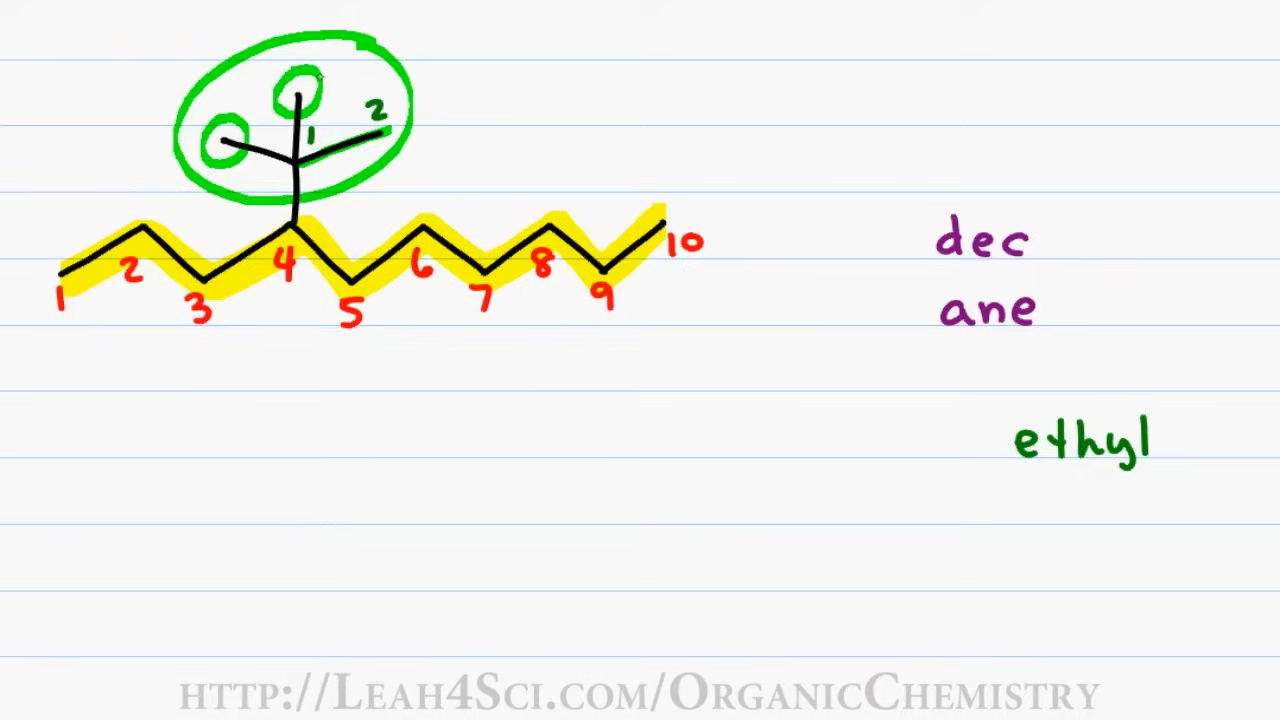 1 2
2 4 6 8 10
1 3 5 7 9
dec
ane
ethyl
http://Leah4Sci.com/OrganicChemistry